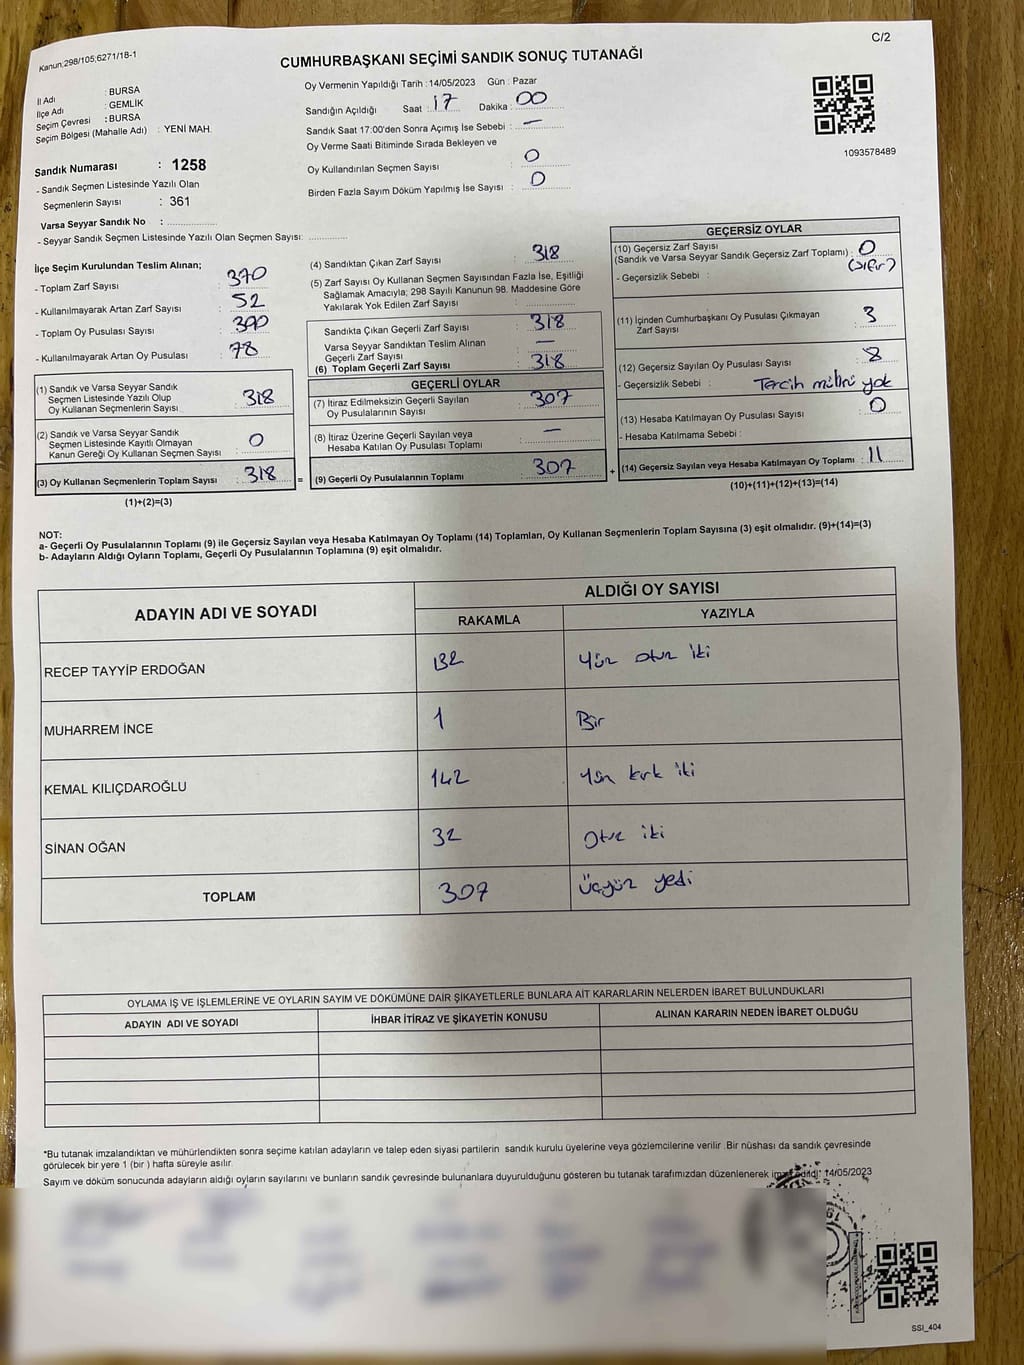 Kanun;298/105;6271/18-1
C/2
CUMHURBAŞKANI SEÇİMİ SANDIK SONUÇ TUTANAĞI
İl Adı : BURSA
İlçe Adı : GEMLİK
Seçim Çevresi : BURSA
Seçim Bölgesi (Mahalle Adı) : YENİ MAH.
Sandık Numarası : 1258
- Sandık Seçmen Listesinde Yazılı Olan
Seçmenlerin Sayısı : 361
Varsa Seyyar Sandık No :
- Seyyar Sandık Seçmen Listesinde Yazılı Olan Seçmen Sayısı:
Oy Vermenin Yapıldığı Tarih : 14/05/2023 Gün : Pazar
Sandığın Açıldığı Saat : 17 Dakika : 00
Sandık Saat 17:00'den Sonra Açımış İse Sebebi : —
Oy Verme Saati Bitiminde Sırada Bekleyen ve
Oy Kullandırılan Seçmen Sayısı : 0
Birden Fazla Sayım Döküm Yapılmış İse Sayısı : 0
1093578489
İlçe Seçim Kurulundan Teslim Alınan;
- Toplam Zarf Sayısı : 370
- Kullanılmayarak Artan Zarf Sayısı : 52
- Toplam Oy Pusulası Sayısı : 390
- Kullanılmayarak Artan Oy Pusulası : 78
(1) Sandık ve Varsa Seyyar Sandık
Seçmen Listesinde Yazılı Olup
Oy Kullanan Seçmenlerin Sayısı : 318
(2) Sandık ve Varsa Seyyar Sandık
Seçmen Listesinde Kayıtlı Olmayan
Kanun Gereği Oy Kullanan Seçmen Sayısı : 0
(3) Oy Kullanan Seçmenlerin Toplam Sayısı : 318
(1)+(2)=(3)
=
(4) Sandıktan Çıkan Zarf Sayısı : 318
(5) Zarf Sayısı Oy Kullanan Seçmen Sayısından Fazla İse, Eşitliği
Sağlamak Amacıyla; 298 Sayılı Kanunun 98. Maddesine Göre
Yakılarak Yok Edilen Zarf Sayısı :
Sandıkta Çıkan Geçerli Zarf Sayısı : 318
Varsa Seyyar Sandıktan Teslim Alınan
Geçerli Zarf Sayısı : —
(6) Toplam Geçerli Zarf Sayısı : 318
GEÇERLİ OYLAR
(7) İtiraz Edilmeksizin Geçerli Sayılan
Oy Pusulalarının Sayısı : 307
(8) İtiraz Üzerine Geçerli Sayılan veya
Hesaba Katılan Oy Pusulası Toplamı : —
(9) Geçerli Oy Pusulalarının Toplamı : 307
+
GEÇERSİZ OYLAR
(10) Geçersiz Zarf Sayısı
(Sandık ve Varsa Seyyar Sandık Geçersiz Zarf Toplamı) : 0
(sıfır)
- Geçersizlik Sebebi :
(11) İçinden Cumhurbaşkanı Oy Pusulası Çıkmayan
Zarf Sayısı : 3
(12) Geçersiz Sayılan Oy Pusulası Sayısı : 8
- Geçersizlik Sebebi : Tercih mührü yok
(13) Hesaba Katılmayan Oy Pusulası Sayısı : 0
- Hesaba Katılmama Sebebi :
(14) Geçersiz Sayılan veya Hesaba Katılmayan Oy Toplamı : 11
(10)+(11)+(12)+(13)=(14)
NOT:
a- Geçerli Oy Pusulalarının Toplamı (9) ile Geçersiz Sayılan veya Hesaba Katılmayan Oy Toplamı (14) Toplamları, Oy Kullanan Seçmenlerin Toplam Sayısına (3) eşit olmalıdır. (9)+(14)=(3)
b- Adayların Aldığı Oyların Toplamı, Geçerli Oy Pusulalarının Toplamına (9) eşit olmalıdır.
ADAYIN ADI VE SOYADI ALDIĞI OY SAYISI
RAKAMLA YAZIYLA
RECEP TAYYİP ERDOĞAN 132 Yüz otuz iki
MUHARREM İNCE 1 Bir
KEMAL KILIÇDAROĞLU 142 Yüz kırk iki
SİNAN OĞAN 32 Otuz iki
TOPLAM 307 Üçyüz yedi
OYLAMA İŞ VE İŞLEMLERİNE VE OYLARIN SAYIM VE DÖKÜMÜNE DAİR ŞİKAYETLERLE BUNLARA AİT KARARLARIN NELERDEN İBARET BULUNDUKLARI
ADAYIN ADI VE SOYADI İHBAR İTİRAZ VE ŞİKAYETİN KONUSU ALINAN KARARIN NEDEN İBARET OLDUĞU
*Bu tutanak imzalandıktan ve mühürlendikten sonra seçime katılan adayların ve talep eden siyasi partilerin sandık kurulu üyelerine veya gözlemcilerine verilir. Bir nüshası da sandık çevresinde
görülecek bir yere 1 (bir ) hafta süreyle asılır
Sayım ve döküm sonucunda adayların aldığı oyların sayılarını ve bunların sandık çevresinde bulunanlara duyurulduğunu gösteren bu tutanak tarafımızdan düzenlenerek imza edildi. 14/05/2023
SSI_404